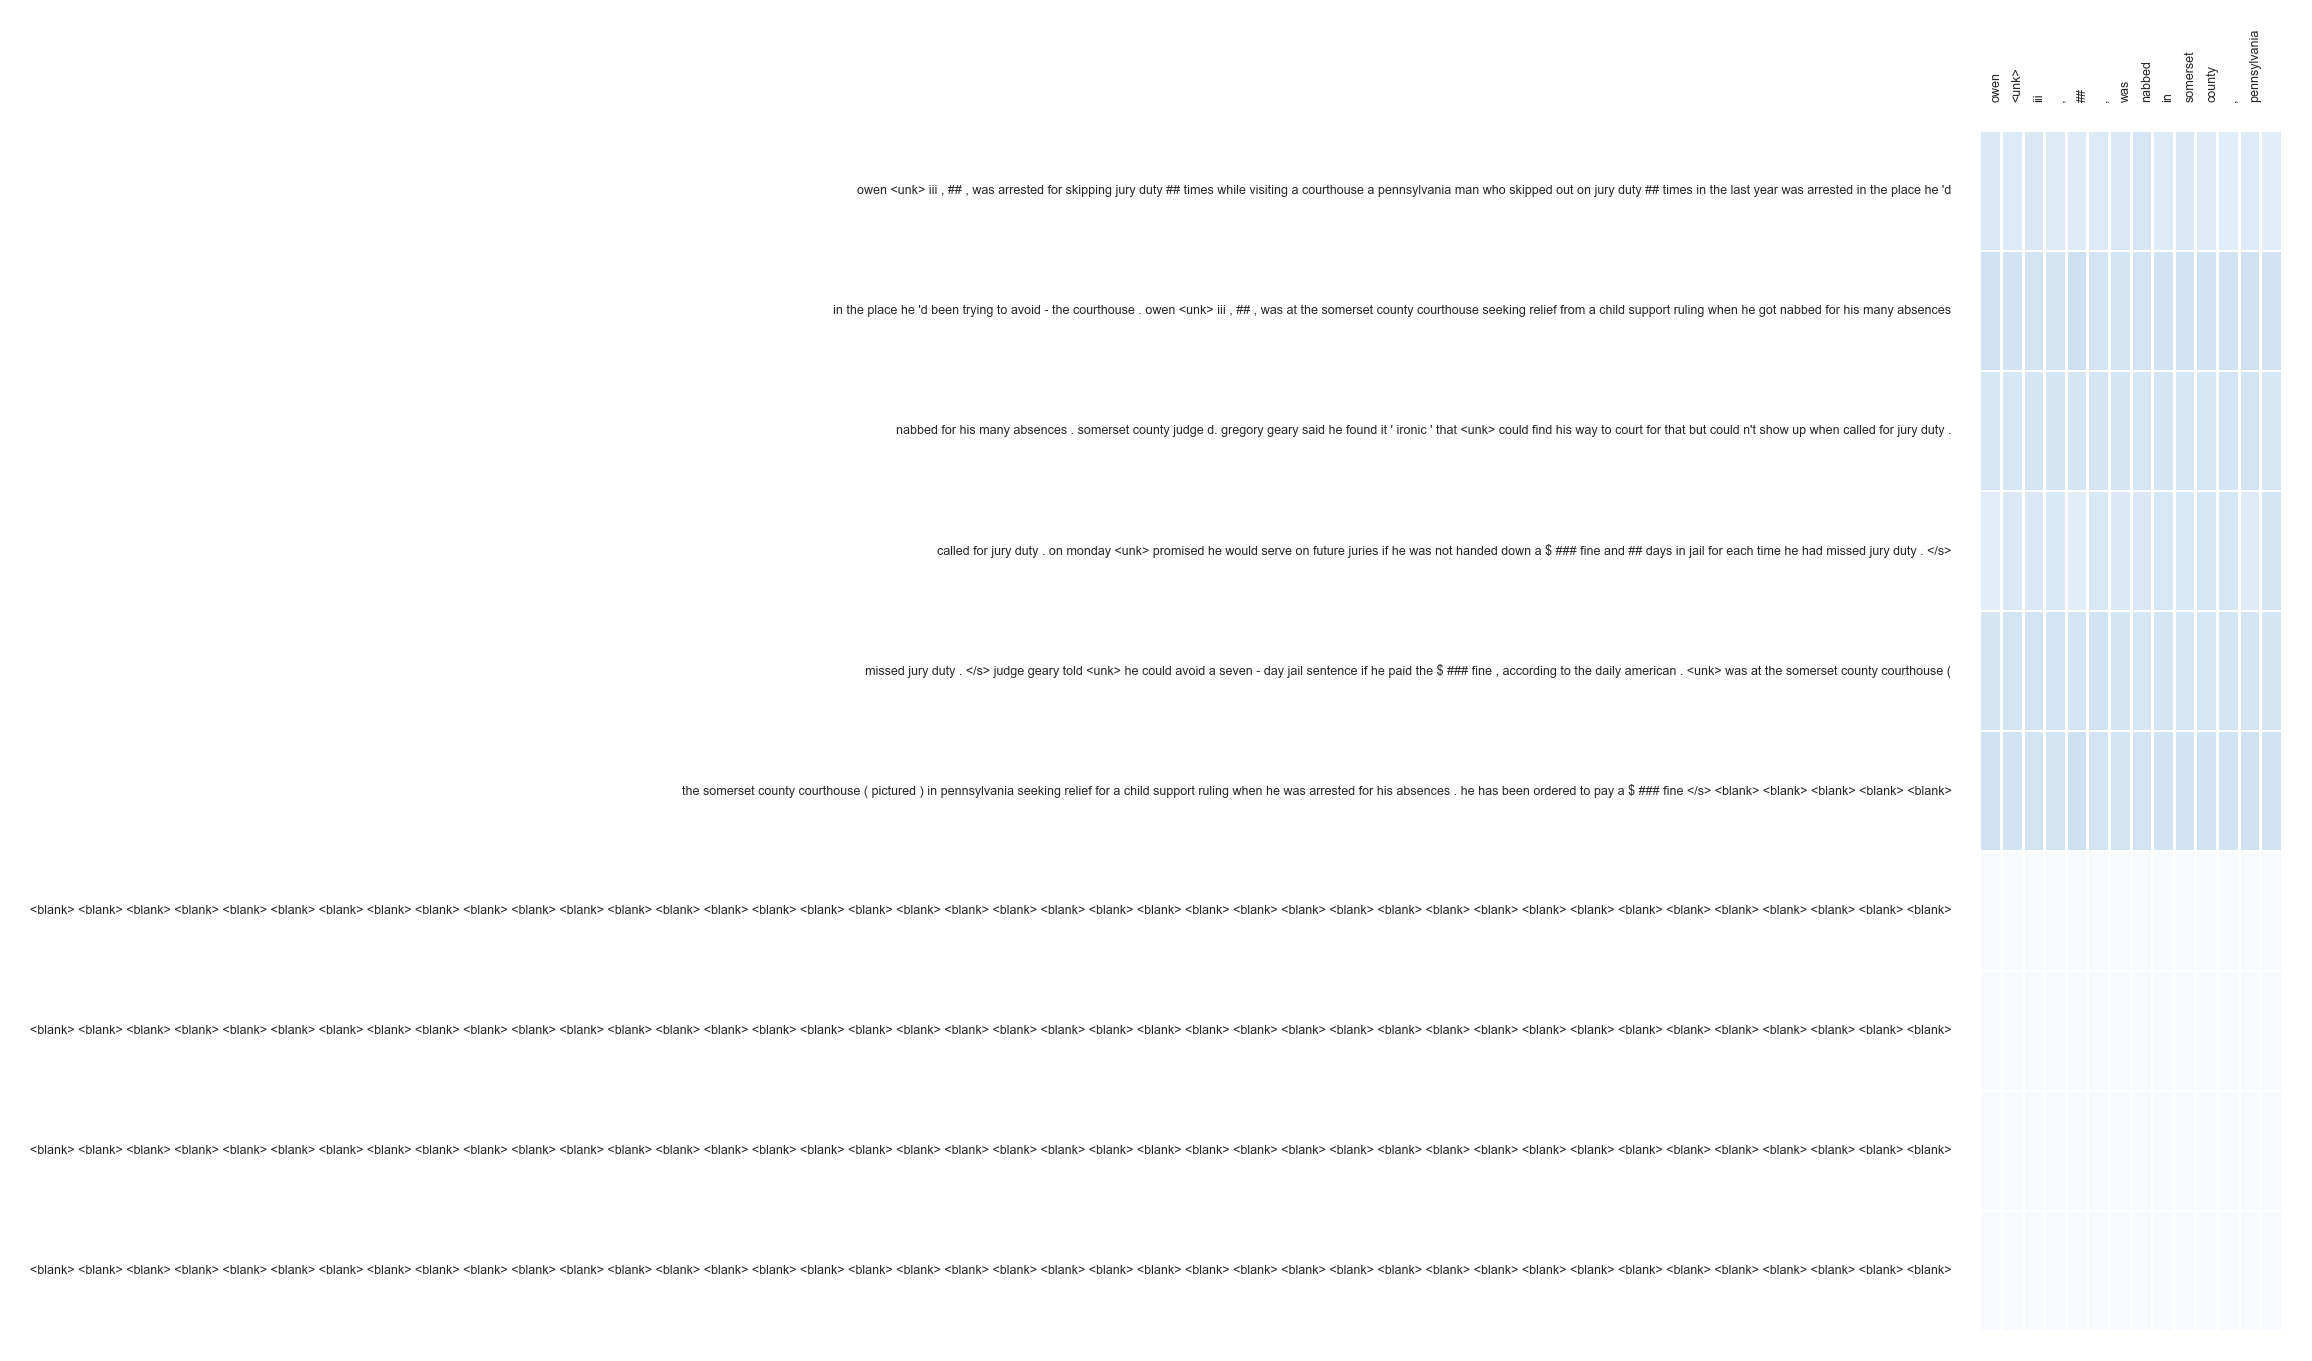 owen
<unk>
iii
,
##
,
was
nabbed
in
somerset
county
,
pennsylvania
owen <unk> iii , ## , was arrested for skipping jury duty ## times while visiting a courthouse a pennsylvania man who skipped out on jury duty ## times in the last year was arrested in the place he 'd
in the place he 'd been trying to avoid - the courthouse . owen <unk> iii , ## , was at the somerset county courthouse seeking relief from a child support ruling when he got nabbed for his many absences
nabbed for his many absences . somerset county judge d. gregory geary said he found it ' ironic ' that <unk> could find his way to court for that but could n't show up when called for jury duty .
called for jury duty . on monday <unk> promised he would serve on future juries if he was not handed down a $ ### fine and ## days in jail for each time he had missed jury duty . </s>
missed jury duty . </s> judge geary told <unk> he could avoid a seven - day jail sentence if he paid the $ ### fine , according to the daily american . <unk> was at the somerset county courthouse (
the somerset county courthouse ( pictured ) in pennsylvania seeking relief for a child support ruling when he was arrested for his absences . he has been ordered to pay a $ ### fine </s> <blank> <blank> <blank> <blank> <blank>
<blank> <blank> <blank> <blank> <blank> <blank> <blank> <blank> <blank> <blank> <blank> <blank> <blank> <blank> <blank> <blank> <blank> <blank> <blank> <blank> <blank> <blank> <blank> <blank> <blank> <blank> <blank> <blank> <blank> <blank> <blank> <blank> <blank> <blank> <blank> <blank> <blank> <blank> <blank> <blank>
<blank> <blank> <blank> <blank> <blank> <blank> <blank> <blank> <blank> <blank> <blank> <blank> <blank> <blank> <blank> <blank> <blank> <blank> <blank> <blank> <blank> <blank> <blank> <blank> <blank> <blank> <blank> <blank> <blank> <blank> <blank> <blank> <blank> <blank> <blank> <blank> <blank> <blank> <blank> <blank>
<blank> <blank> <blank> <blank> <blank> <blank> <blank> <blank> <blank> <blank> <blank> <blank> <blank> <blank> <blank> <blank> <blank> <blank> <blank> <blank> <blank> <blank> <blank> <blank> <blank> <blank> <blank> <blank> <blank> <blank> <blank> <blank> <blank> <blank> <blank> <blank> <blank> <blank> <blank> <blank>
<blank> <blank> <blank> <blank> <blank> <blank> <blank> <blank> <blank> <blank> <blank> <blank> <blank> <blank> <blank> <blank> <blank> <blank> <blank> <blank> <blank> <blank> <blank> <blank> <blank> <blank> <blank> <blank> <blank> <blank> <blank> <blank> <blank> <blank> <blank> <blank> <blank> <blank> <blank> <blank>